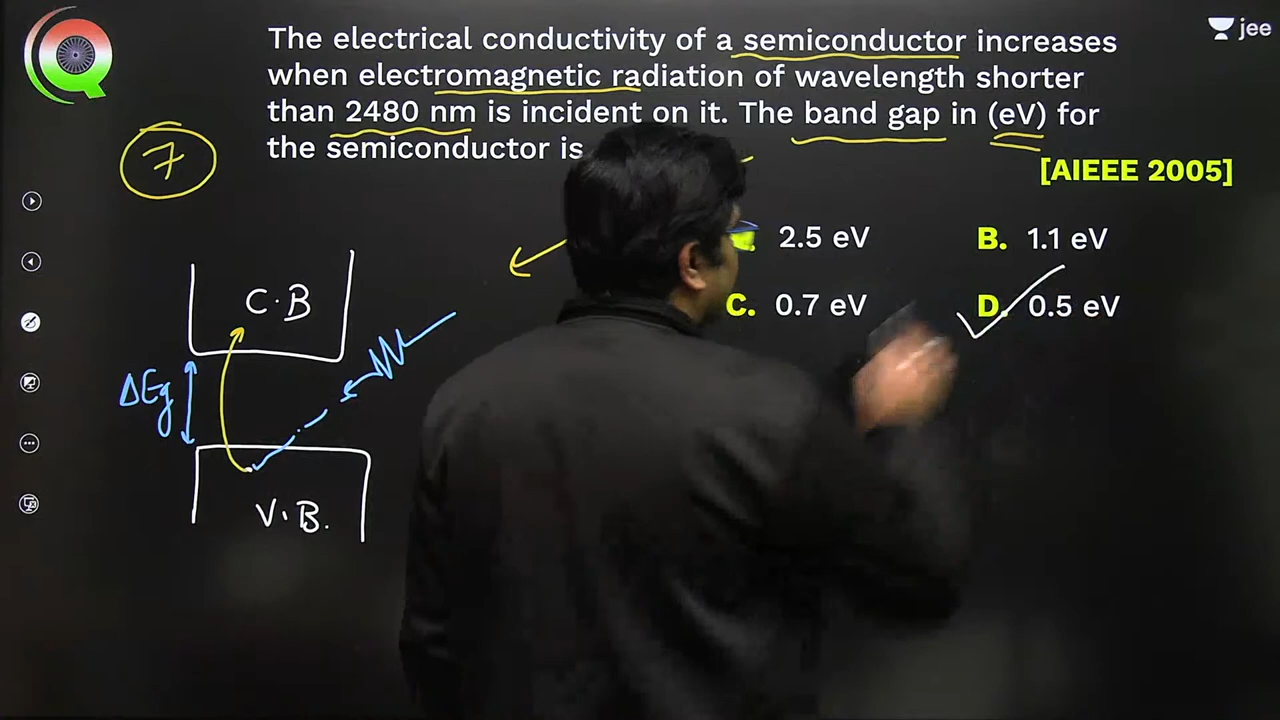 jee
The electrical conductivity of a semiconductor increases
when electromagnetic radiation of wavelength shorter
than 2480 nm is incident on it. The band gap in (eV) for
the semiconductor is
7
[AIEEE 2005]
2.5 eV
B. 1.1 eV
C. 0.7 eV
D. 0.5 eV
C.B
ΔEg
V.B.